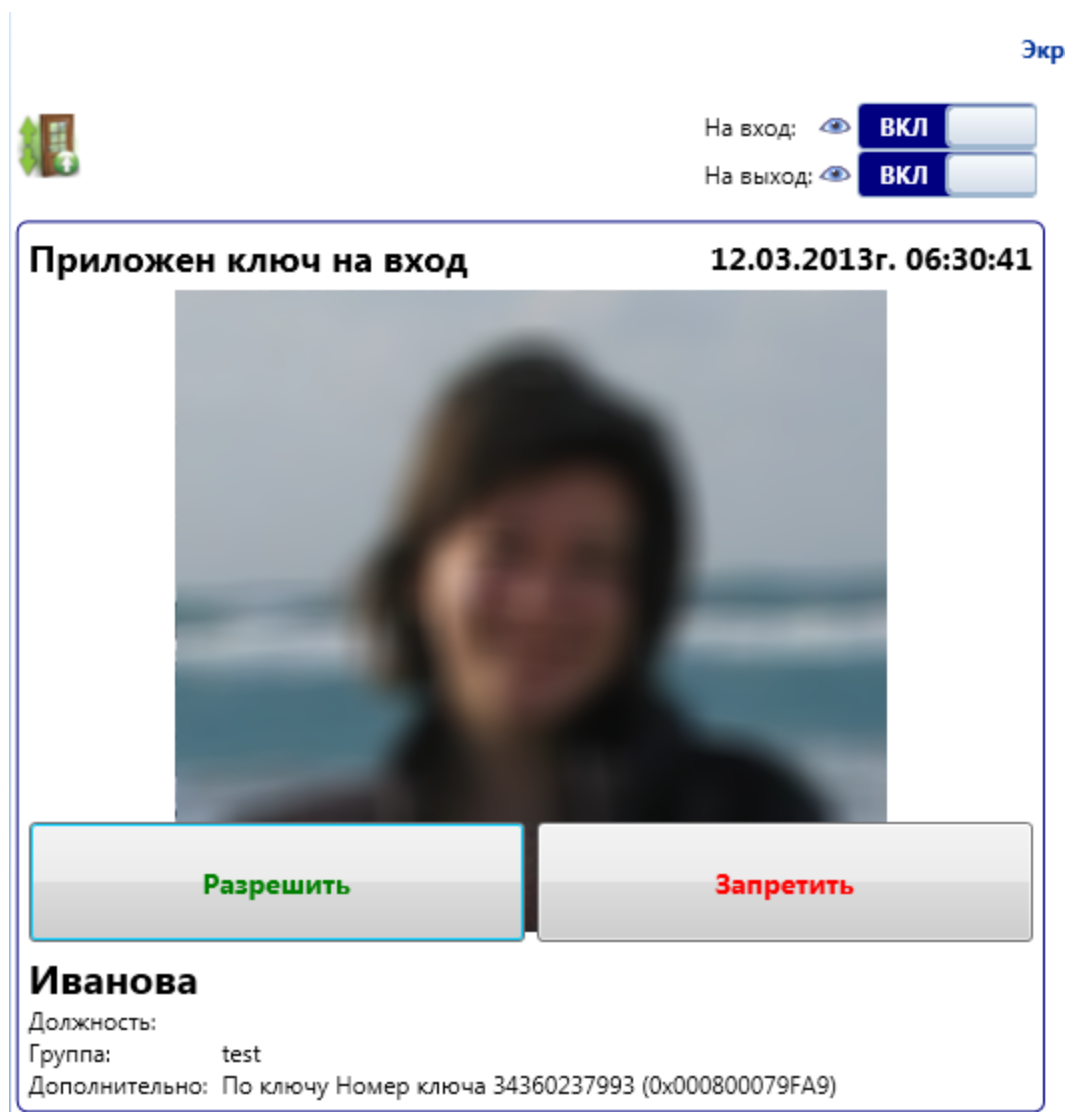 Экр
На вход: ВКЛ
На выход: ВКЛ
Приложен ключ на вход 12.03.2013г. 06:30:41
Разрешить Запретить
Иванова
Должность:
Группа: test
Дополнительно: По ключу Номер ключа 34360237993 (0x000800079FA9)